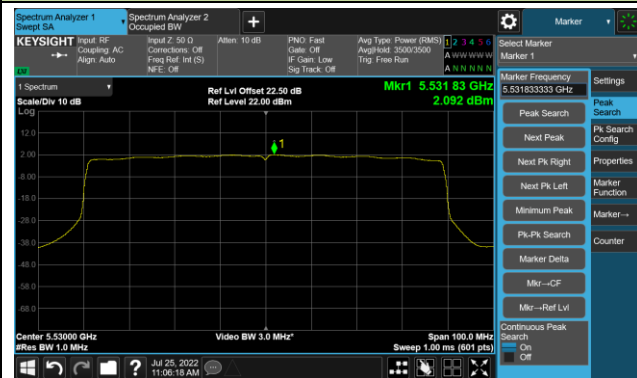 Spectrum Analyzer 1
Swept SA
Spectrum Analyzer 2
Occupied BW
+
Marker
KEYSIGHT
Input: RF
Coupling: AC
Align: Auto
Input Z: 50 Ω
Corrections: Off
Freq Ref: Int (S)
NFE: Off
Atten: 10 dB
PNO: Fast
Gate: Off
IF Gain: Low
Sig Track: Off
Avg Type: Power (RMS)
Avg|Hold: 3500/3500
Trig: Free Run
1 2 3 4 5 6
A W W W W W
A N N N N N
LXI
Select Marker
Marker 1
1 Spectrum
Scale/Div 10 dB
Log
Ref Lvl Offset 22.50 dB
Ref Level 22.00 dBm
Mkr1 5.531 83 GHz
2.092 dBm
1
12.0
2.00
-8.00
-18.0
-28.0
-38.0
-48.0
-58.0
-68.0
Center 5.53000 GHz
#Res BW 1.0 MHz
Video BW 3.0 MHz*
Span 100.0 MHz
Sweep 1.00 ms (601 pts)
Marker Frequency
5.531833333 GHz
Peak Search
Next Peak
Next Pk Right
Next Pk Left
Minimum Peak
Pk-Pk Search
Marker Delta
Mkr→CF
Mkr→Ref Lvl
Continuous Peak
Search
On
Off
Settings
Peak
Search
Pk Search
Config
Properties
Marker
Function
Marker→
Counter
?
Jul 25, 2022
11:06:18 AM